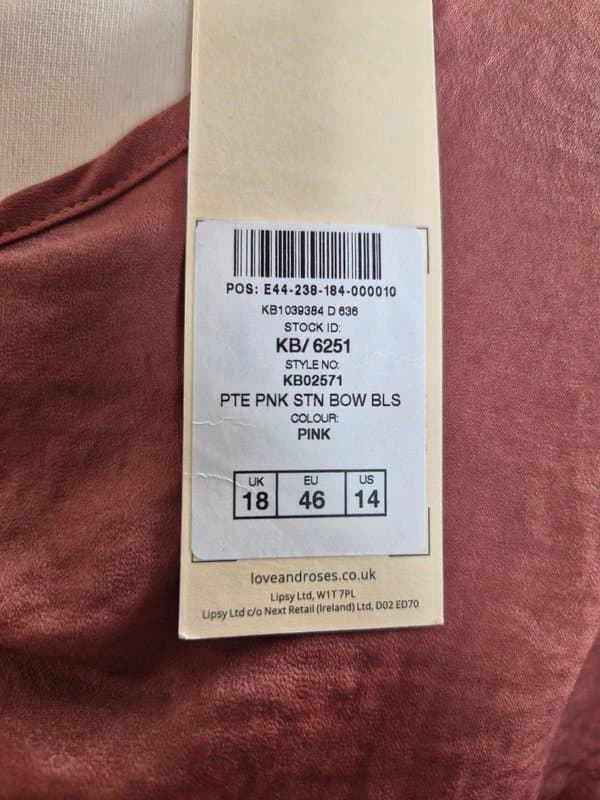 POS: E44-238-184-000010
KB1039384 D 636
STOCK ID:
KB/ 6251
STYLE NO:
KB02571
PTE PNK STN BOW BLS
COLOUR:
PINK
UK EU US
18 46 14
loveandroses.co.uk
Lipsy Ltd, W1T 7PL
Lipsy Ltd c/o Next Retail (Ireland) Ltd, D02 ED70